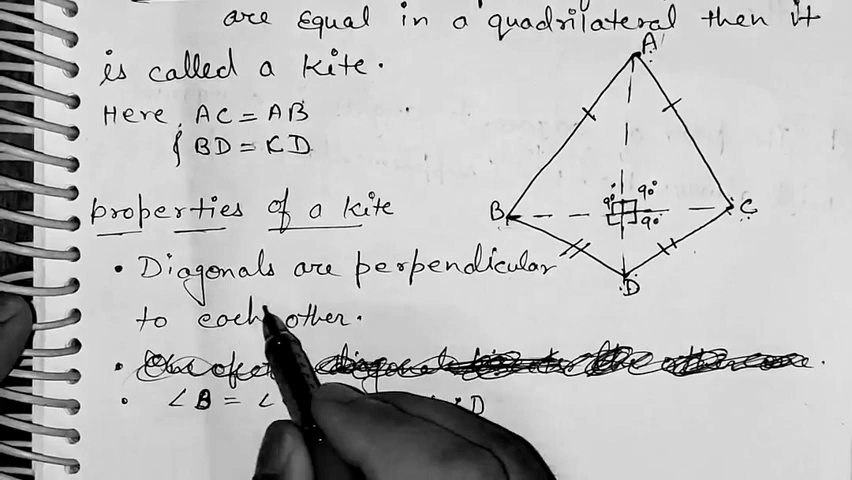 are equal in a quadrilateral then it
is called a kite.
Here, AC = AB
& BD = CD
properties of a kite
• Diagonals are perpendicular
to each other.
• ∠B = ∠
D
A
B
C
D
90°
90°